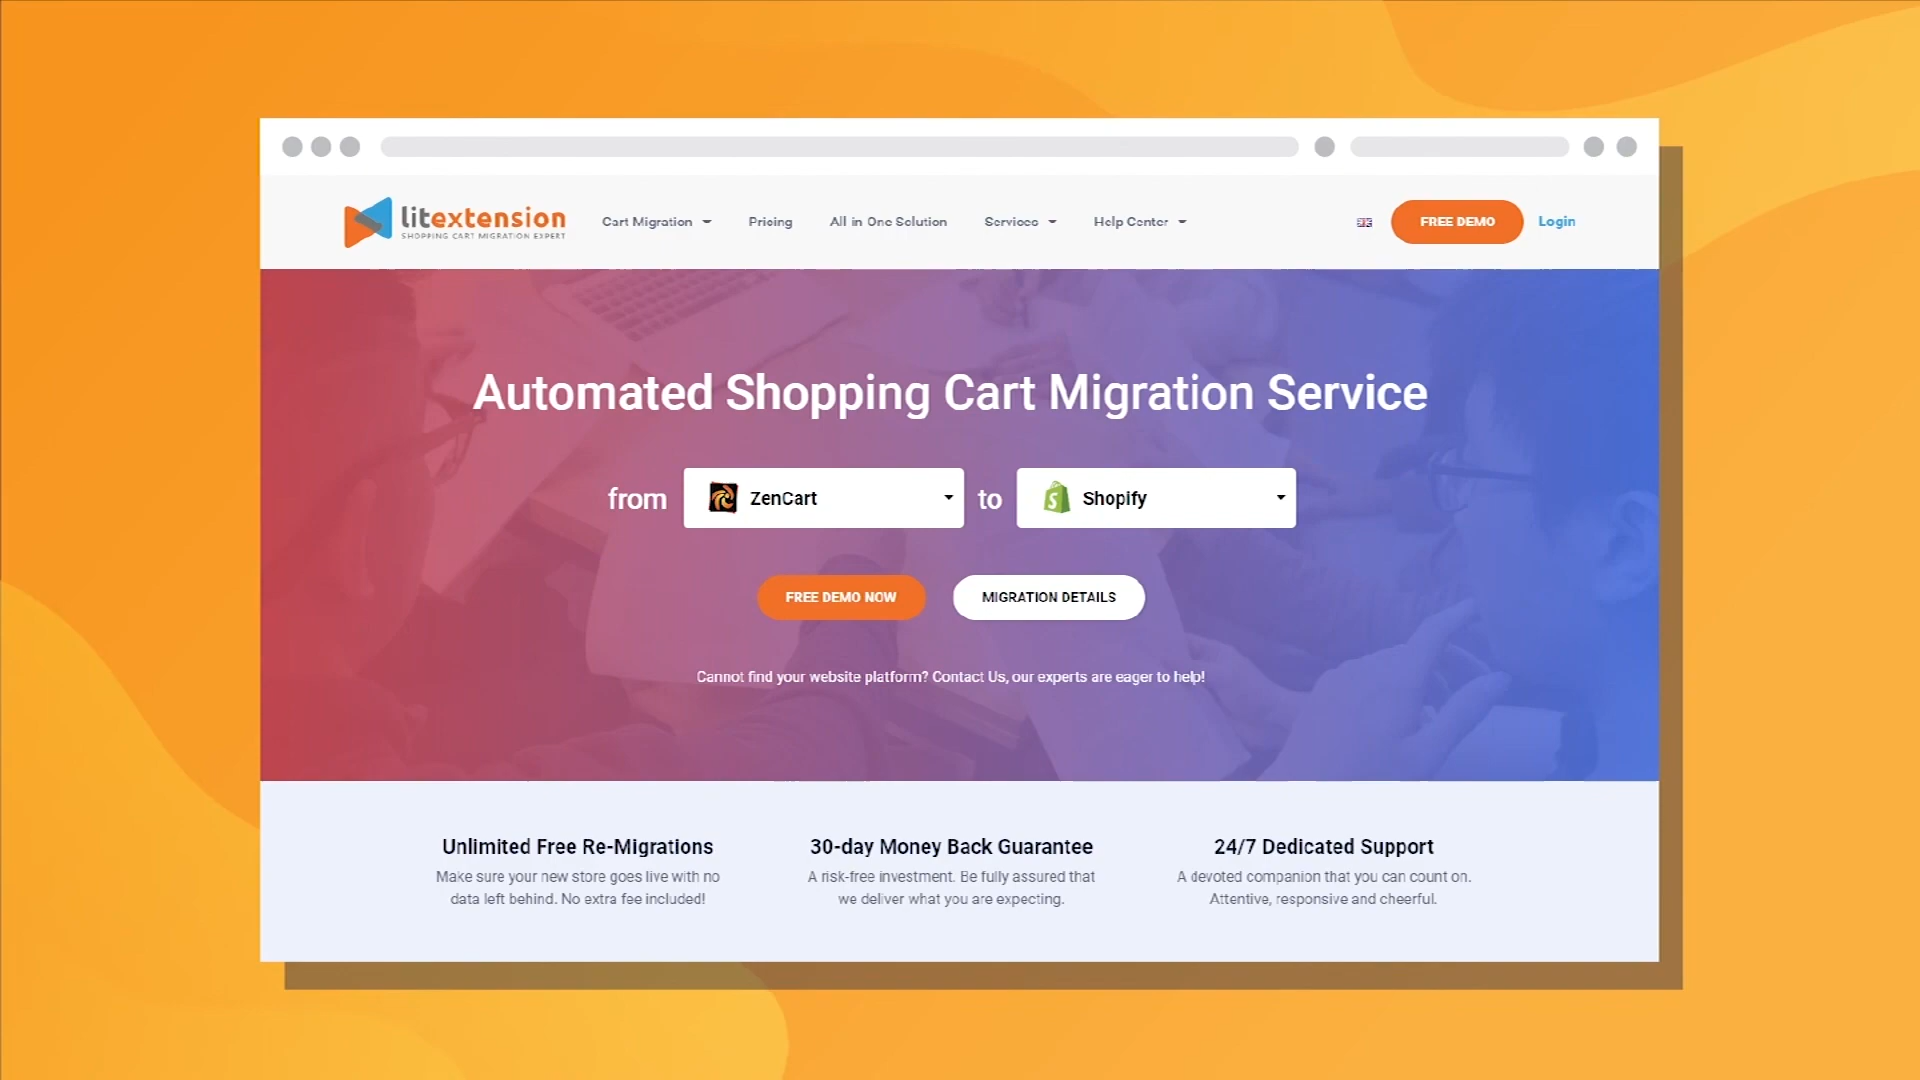 litextension
SHOPPING CART MIGRATION EXPERT
Cart Migration
Pricing
All-in-One Solution
Services
Help Center
FREE DEMO
Login
Automated Shopping Cart Migration Service
from
ZenCart
to
Shopify
FREE DEMO NOW
MIGRATION DETAILS
Cannot find your website platform? Contact Us, our experts are eager to help!
Unlimited Free Re-Migrations
Make sure your new store goes live with no
data left behind. No extra fee included!
30-day Money Back Guarantee
A risk-free investment. Be fully assured that
we deliver what you are expecting.
24/7 Dedicated Support
A devoted companion that you can count on.
Attentive, responsive and cheerful.